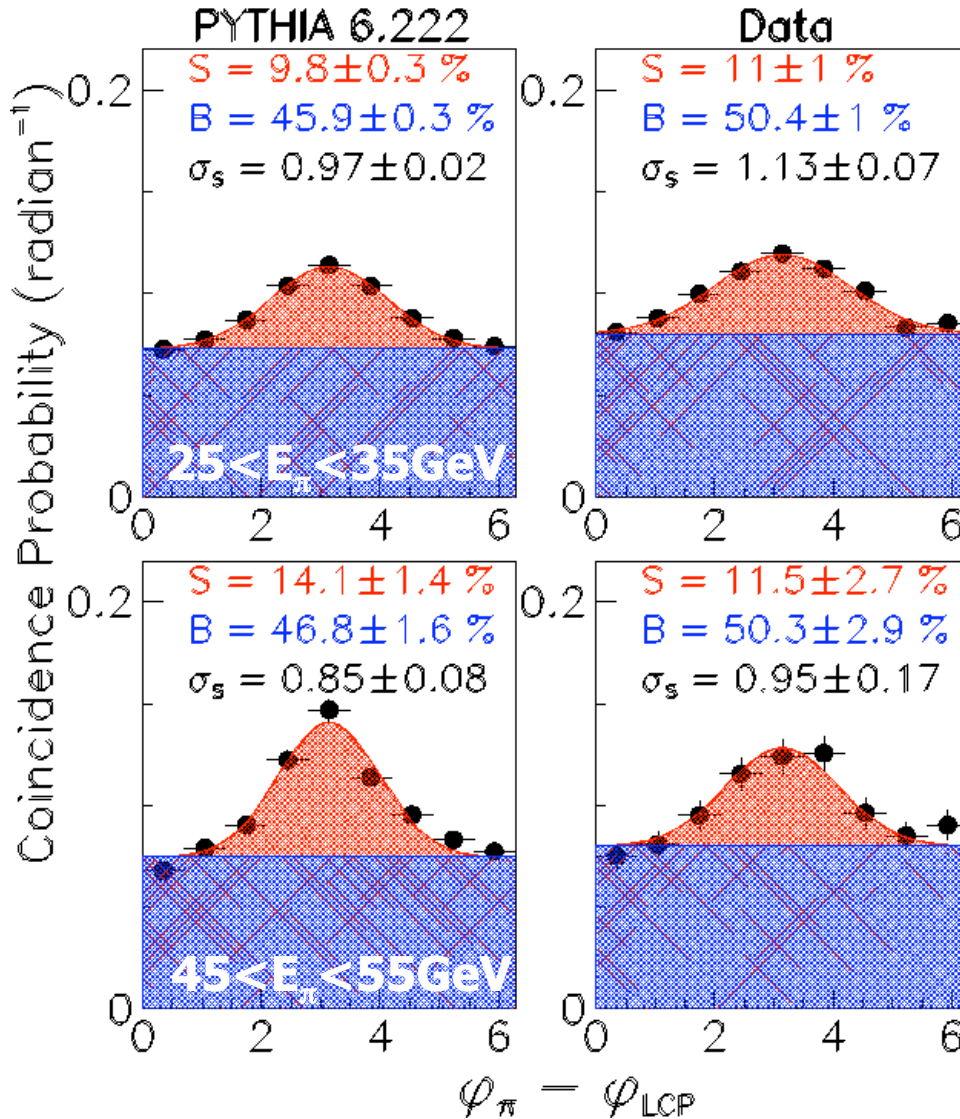 PYTHIA 6.222
Data
S = 9.8±0.3 %
B = 45.9±0.3 %
σs = 0.97±0.02
S = 11±1 %
B = 50.4±1 %
σs = 1.13±0.07
0.2
0
0.2
0
25<Eπ<35GeV
0 2 4 6
0 2 4 6
S = 14.1±1.4 %
B = 46.8±1.6 %
σs = 0.85±0.08
S = 11.5±2.7 %
B = 50.3±2.9 %
σs = 0.95±0.17
0.2
0
0.2
0
45<Eπ<55GeV
0 2 4 6
0 2 4 6
Coincidence Probability (radian⁻¹)
φπ − φLCP